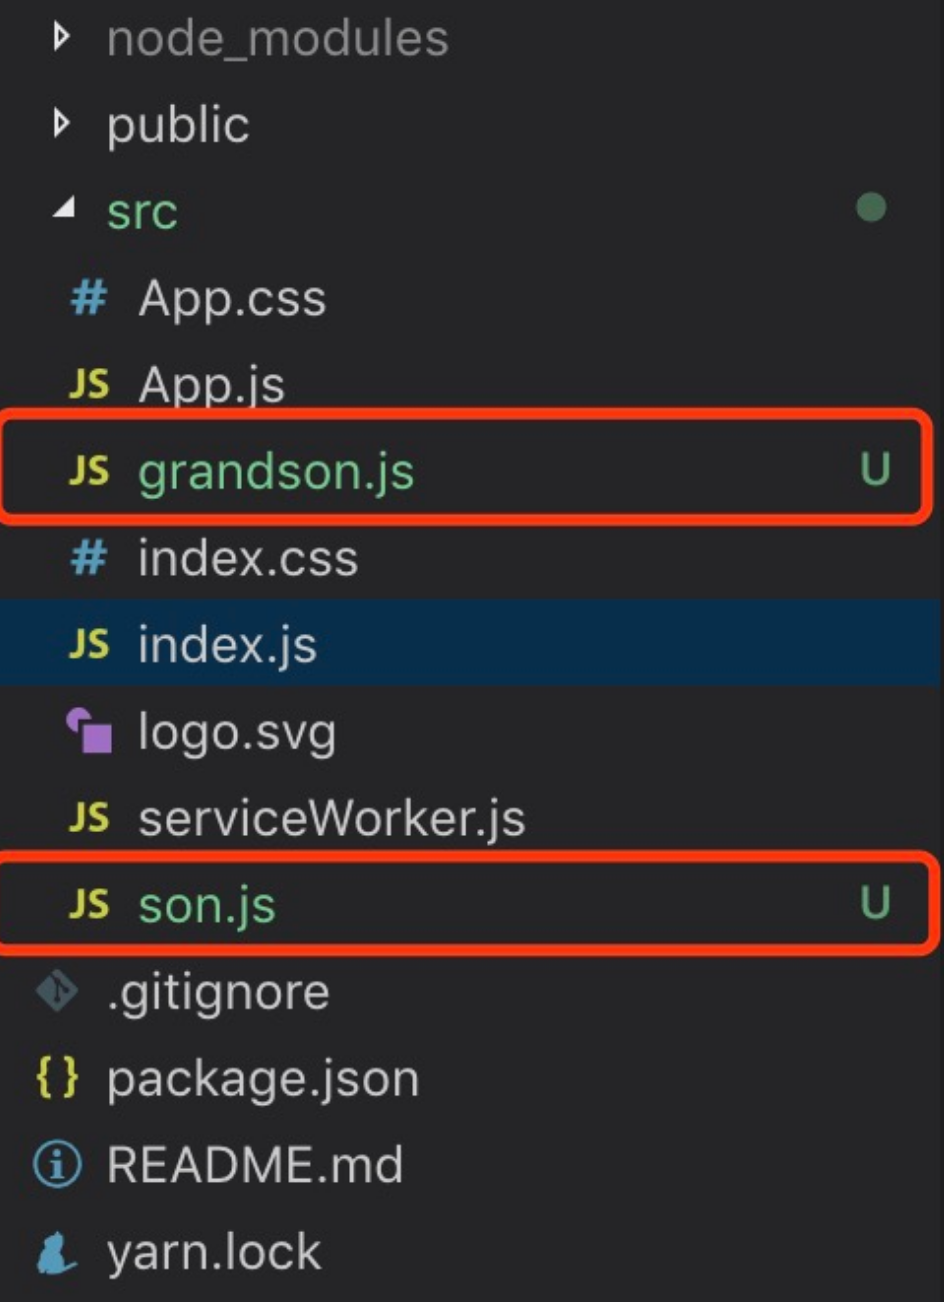 node_modules
public
src
# App.css
JS App.js
JS grandson.js U
# index.css
JS index.js
logo.svg
JS serviceWorker.js
JS son.js U
.gitignore
{} package.json
README.md
yarn.lock